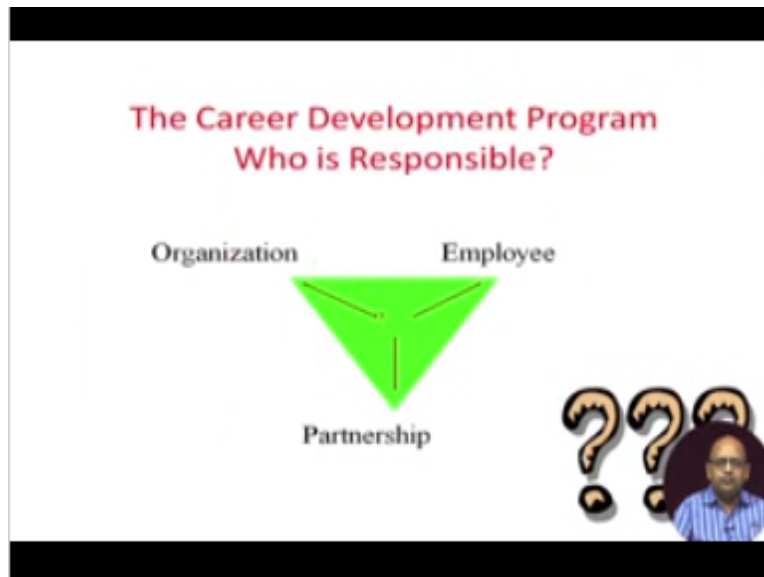 The Career Development Program
Who is Responsible?
Organization
Employee
Partnership
???